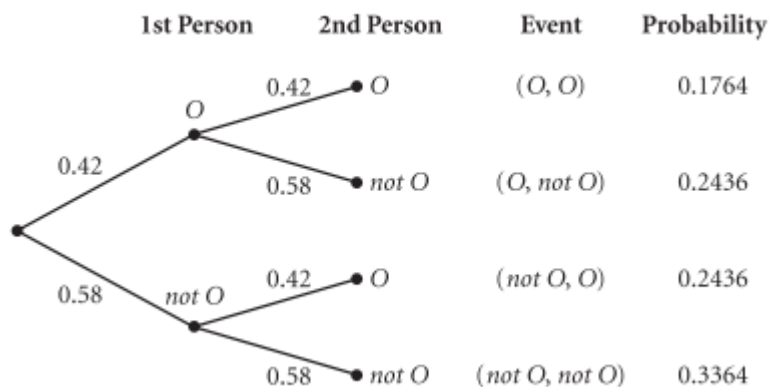 1st Person 2nd Person Event Probability
0.42 O (O, O) 0.1764
O
0.42
0.58 not O (O, not O) 0.2436
0.42 O (not O, O) 0.2436
0.58 not O
0.58 not O (not O, not O) 0.3364